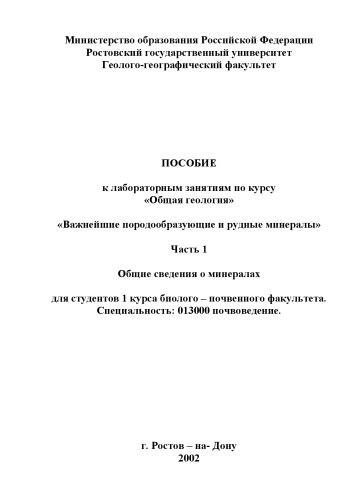 Министерство образования Российской Федерации
Ростовский государственный университет
Геолого-географический факультет
ПОСОБИЕ
к лабораторным занятиям по курсу
«Общая геология»
«Важнейшие породообразующие и рудные минералы»
Часть 1
Общие сведения о минералах
для студентов 1 курса биолого – почвенного факультета.
Специальность: 013000 почвоведение.
г. Ростов – на- Дону
2002